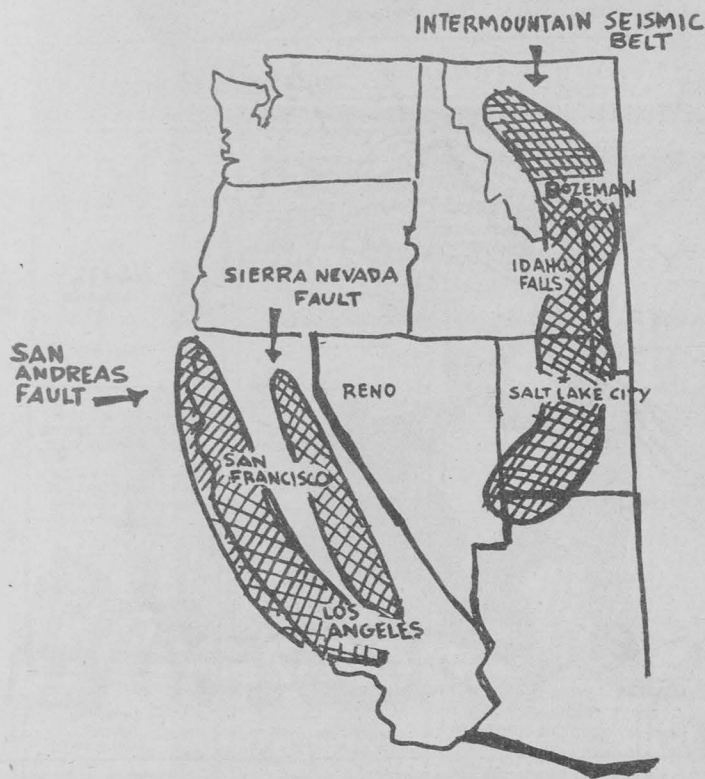 INTERMOUNTAIN SEISMIC
BELT
BOZEMAN
IDAHO
FALLS
SIERRA NEVADA
FAULT
SAN
ANDREAS
FAULT
RENO
SALT LAKE CITY
SAN
FRANCISCO
LOS
ANGELES